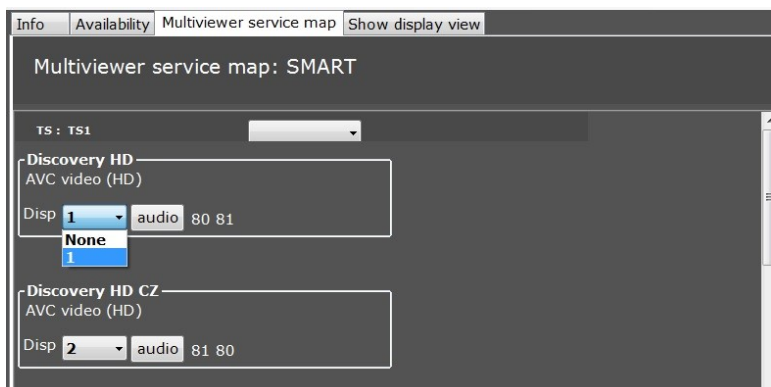 Info Availability Multiviewer service map Show display view
Multiviewer service map: SMART
TS : TS1
Discovery HD
AVC video (HD)
Disp 1 audio 80 81
None
1
Discovery HD CZ
AVC video (HD)
Disp 2 audio 81 80